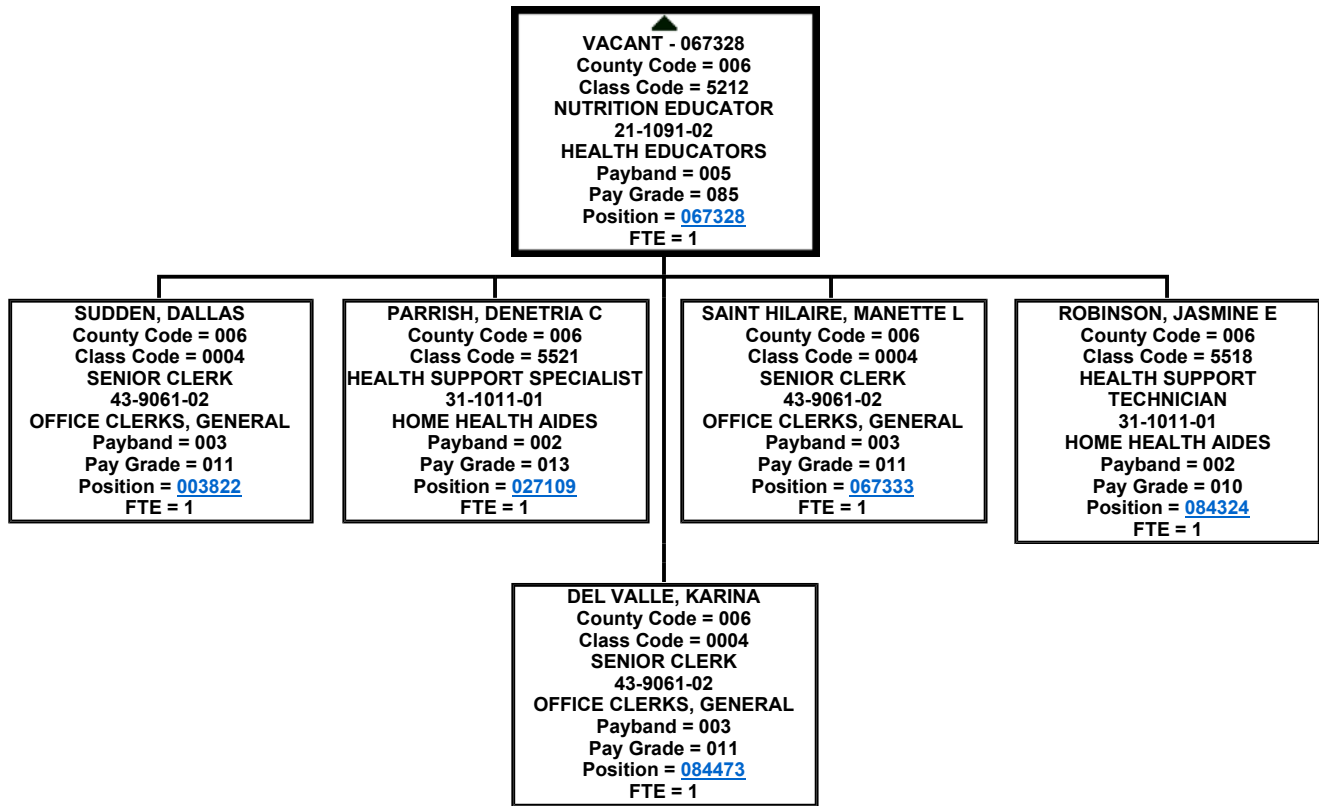 VACANT - 067328
County Code = 006
Class Code = 5212
NUTRITION EDUCATOR
21-1091-02
HEALTH EDUCATORS
Payband = 005
Pay Grade = 085
Position = 067328
FTE = 1
SUDDEN, DALLAS
County Code = 006
Class Code = 0004
SENIOR CLERK
43-9061-02
OFFICE CLERKS, GENERAL
Payband = 003
Pay Grade = 011
Position = 003822
FTE = 1
PARRISH, DENETRIA C
County Code = 006
Class Code = 5521
HEALTH SUPPORT SPECIALIST
31-1011-01
HOME HEALTH AIDES
Payband = 002
Pay Grade = 013
Position = 027109
FTE = 1
SAINT HILAIRE, MANETTE L
County Code = 006
Class Code = 0004
SENIOR CLERK
43-9061-02
OFFICE CLERKS, GENERAL
Payband = 003
Pay Grade = 011
Position = 067333
FTE = 1
ROBINSON, JASMINE E
County Code = 006
Class Code = 5518
HEALTH SUPPORT
TECHNICIAN
31-1011-01
HOME HEALTH AIDES
Payband = 002
Pay Grade = 010
Position = 084324
FTE = 1
DEL VALLE, KARINA
County Code = 006
Class Code = 0004
SENIOR CLERK
43-9061-02
OFFICE CLERKS, GENERAL
Payband = 003
Pay Grade = 011
Position = 084473
FTE = 1